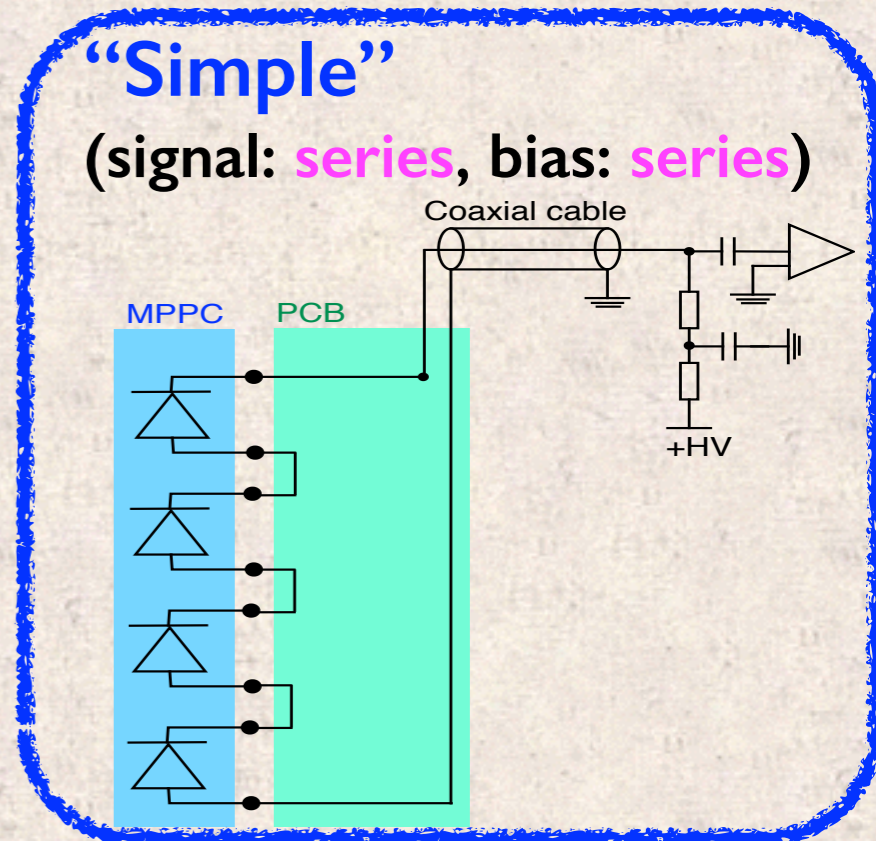 “Simple”
(signal: series, bias: series)
Coaxial cable
MPPC
PCB
+HV